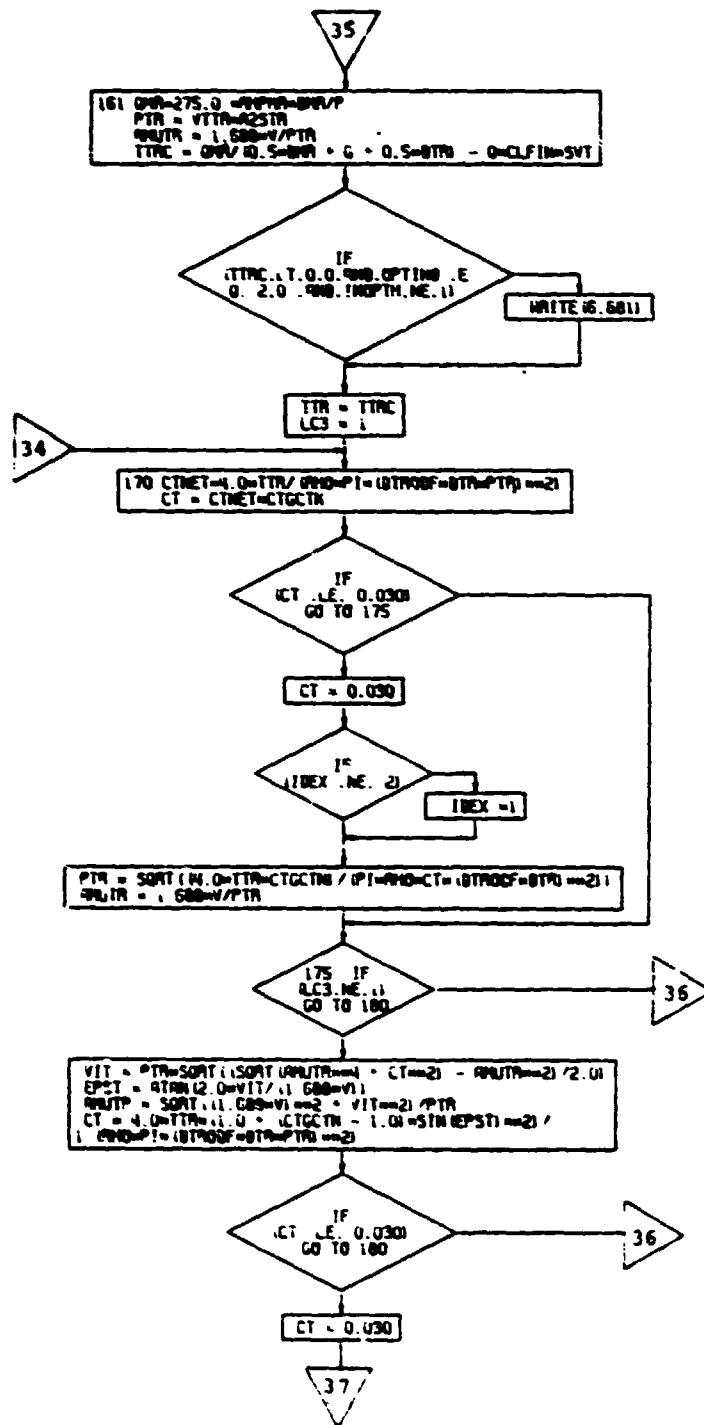 35
161 QMR=275.0 *AMPMR*BMR/P
PTR = VTTR*A2STR
AMUTR = 1.688*V/PTR
TTRC = QMR/(0.5*BMR + G + 0.5*BTR) - Q*CLFIN*SVT
IF
(TTRC.LT.0.0.AND.OPTIND .E
Q. 2.0 .AND. .NE.1)
WRITE(6,681)
TTR = TTRC
LC3 = 1
34
170 CTNET=4.0*TTR/(RHO*PI*(BTRODF*BTR*PTR)**2)
CT = CTNET*CTGCTN
IF
(CT .LE. 0.030)
GO TO 175
CT = 0.030
IF
(IBEX .NE. 2)
IBEX =1
PTR = SQRT((4.0*TTR*CTGCTN)/(PI*RHO*CT*(BTRODF*BTR)**2))
AMUTR = 1.688*V/PTR
175 IF
(LC3.NE.1)
GO TO 180
36
VIT = PTR*SQRT((SQRT(AMUTR**4 + CT**2) - AMUTR**2)/2.0)
EPST = ATAN(2.0*VIT/(1.688*V))
AMUTP = SQRT((1.689*V)**2 + VIT**2)/PTR
CT = 4.0*TTR*(1.0 + (CTGCTN - 1.0)*SIN(EPST)**2)/
1 (RHO*PI*(BTRODF*BTR*PTR)**2)
IF
(CT .LE. 0.030)
GO TO 180
36
CT = 0.030
37